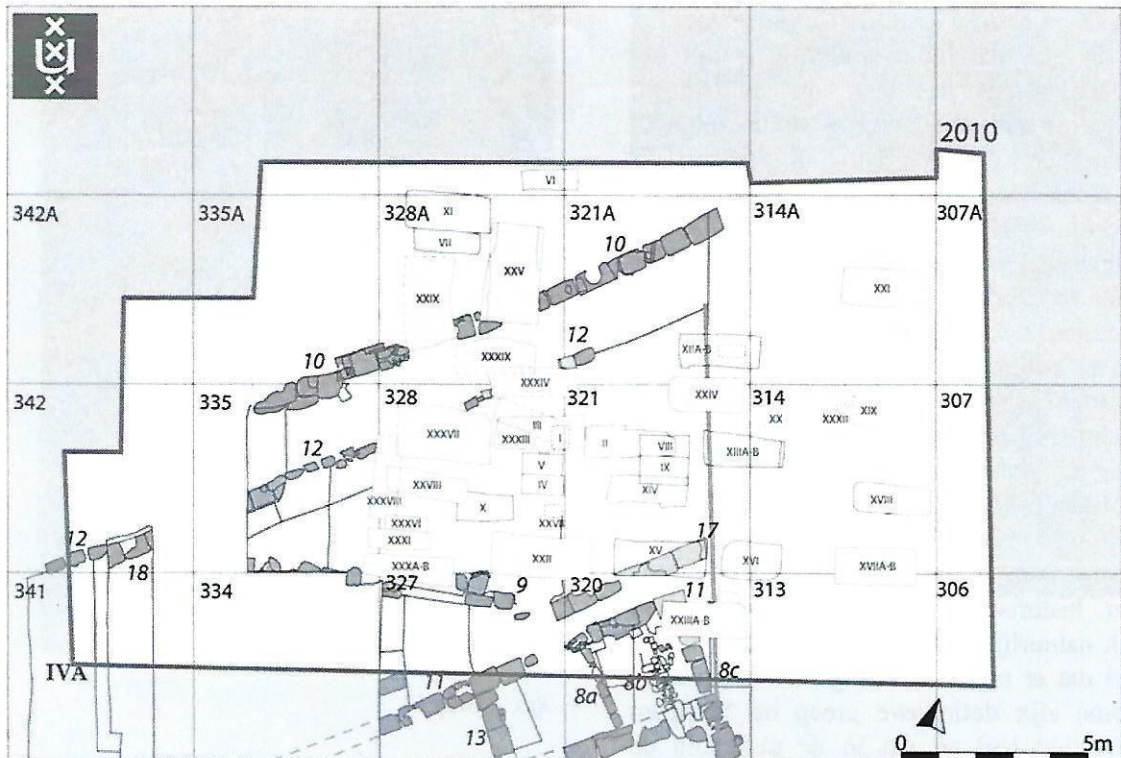 2010
VI
342A 335A 328A XI 321A 314A 307A
VII 10
XXV
XXIX XXI
12
10 XXXIX XIIA-B
XXXIV XXIV
342 335 328 321 314 307
XX XXXII XIX
III
12 XXXVII XXXIII I II VIII XIIIA-B
V IX
XXVIII IV XIV
XXXVIII X XVIII
XXXVI XXVII 17
12 XXXI
XXII XV XVI XVIIA-B
18 XXXA-B
341 334 327 9 320 11 313 306
XXIIIA-B
IVA 11 8a 8b 8c
13
0 5m